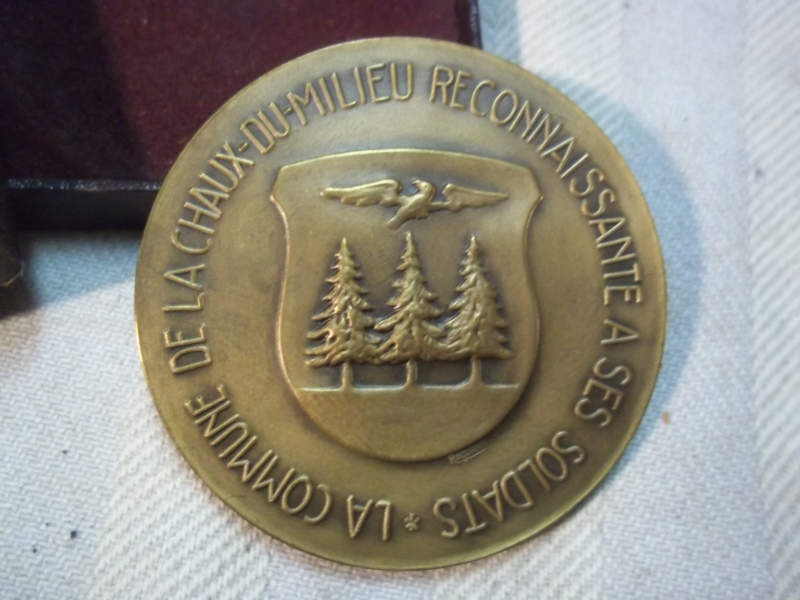 LA COMMUNE DE LA CHAUX-DU-MILIEU RECONNAISSANTE A SES SOLDATS *